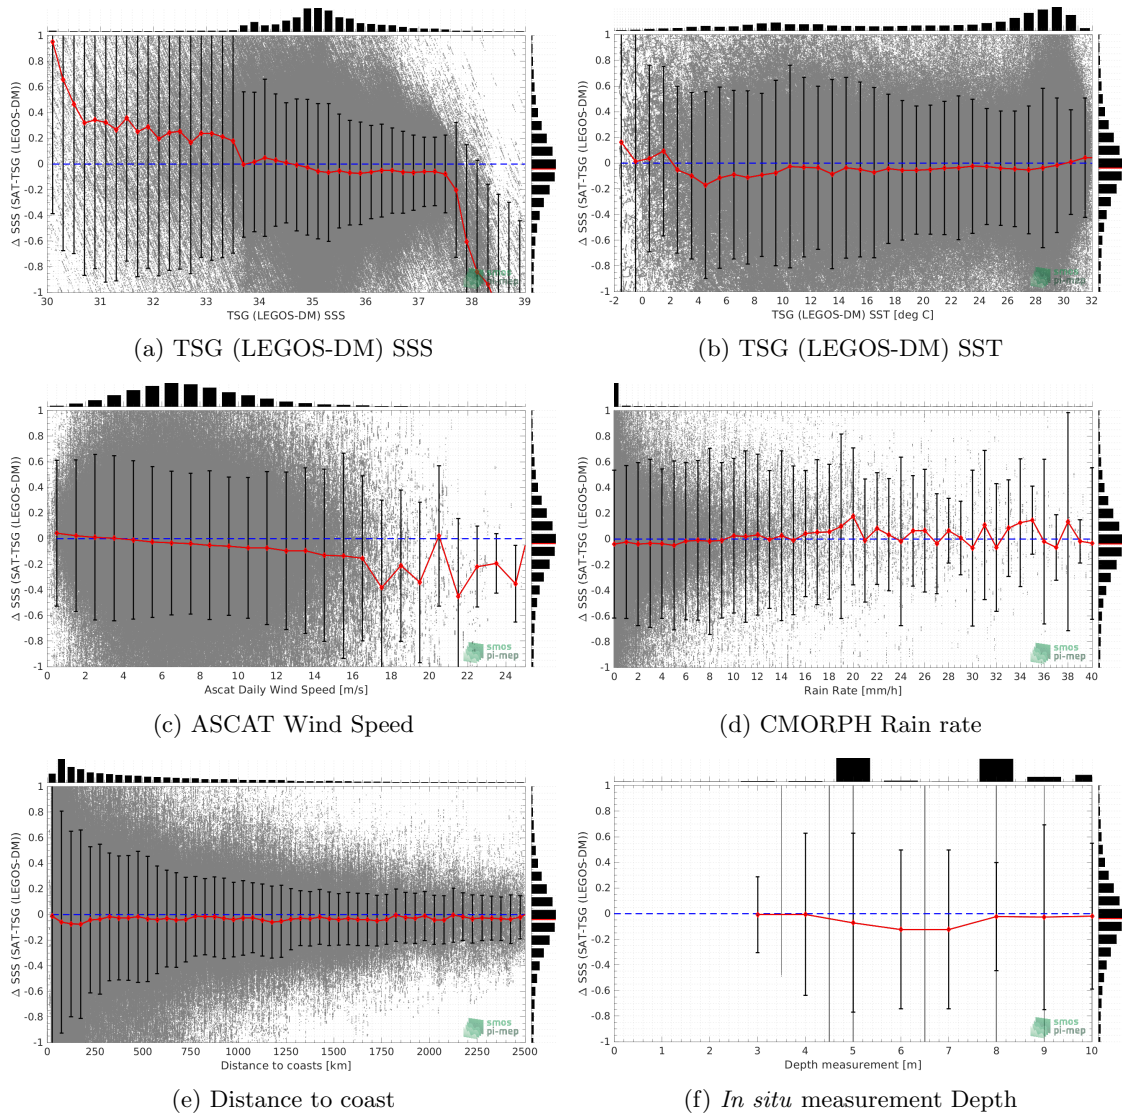 1
0.8
0.6
0.4
0.2
0
-0.2
-0.4
-0.6
-0.8
-1
Δ SSS (SAT-TSG (LEGOS-DM))
30 31 32 33 34 35 36 37 38 39
TSG (LEGOS-DM) SSS
smos
pi-mep
(a) TSG (LEGOS-DM) SSS
1
0.8
0.6
0.4
0.2
0
-0.2
-0.4
-0.6
-0.8
-1
Δ SSS (SAT-TSG (LEGOS-DM))
-2 0 2 4 6 8 10 12 14 16 18 20 22 24 26 28 30 32
TSG (LEGOS-DM) SST [deg C]
smos
pi-mep
(b) TSG (LEGOS-DM) SST
1
0.8
0.6
0.4
0.2
0
-0.2
-0.4
-0.6
-0.8
-1
Δ SSS (SAT-TSG (LEGOS-DM))
0 2 4 6 8 10 12 14 16 18 20 22 24
Ascat Daily Wind Speed [m/s]
smos
pi-mep
(c) ASCAT Wind Speed
1
0.8
0.6
0.4
0.2
0
-0.2
-0.4
-0.6
-0.8
-1
Δ SSS (SAT-TSG (LEGOS-DM))
0 2 4 6 8 10 12 14 16 18 20 22 24 26 28 30 32 34 36 38 40
Rain Rate [mm/h]
smos
pi-mep
(d) CMORPH Rain rate
1
0.8
0.6
0.4
0.2
0
-0.2
-0.4
-0.6
-0.8
-1
Δ SSS (SAT-TSG (LEGOS-DM))
0 250 500 750 1000 1250 1500 1750 2000 2250 2500
Distance to coasts [km]
smos
pi-mep
(e) Distance to coast
1
0.8
0.6
0.4
0.2
0
-0.2
-0.4
-0.6
-0.8
-1
Δ SSS (SAT-TSG (LEGOS-DM))
0 1 2 3 4 5 6 7 8 9 10
Depth measurement [m]
smos
pi-mep
(f) In situ measurement Depth